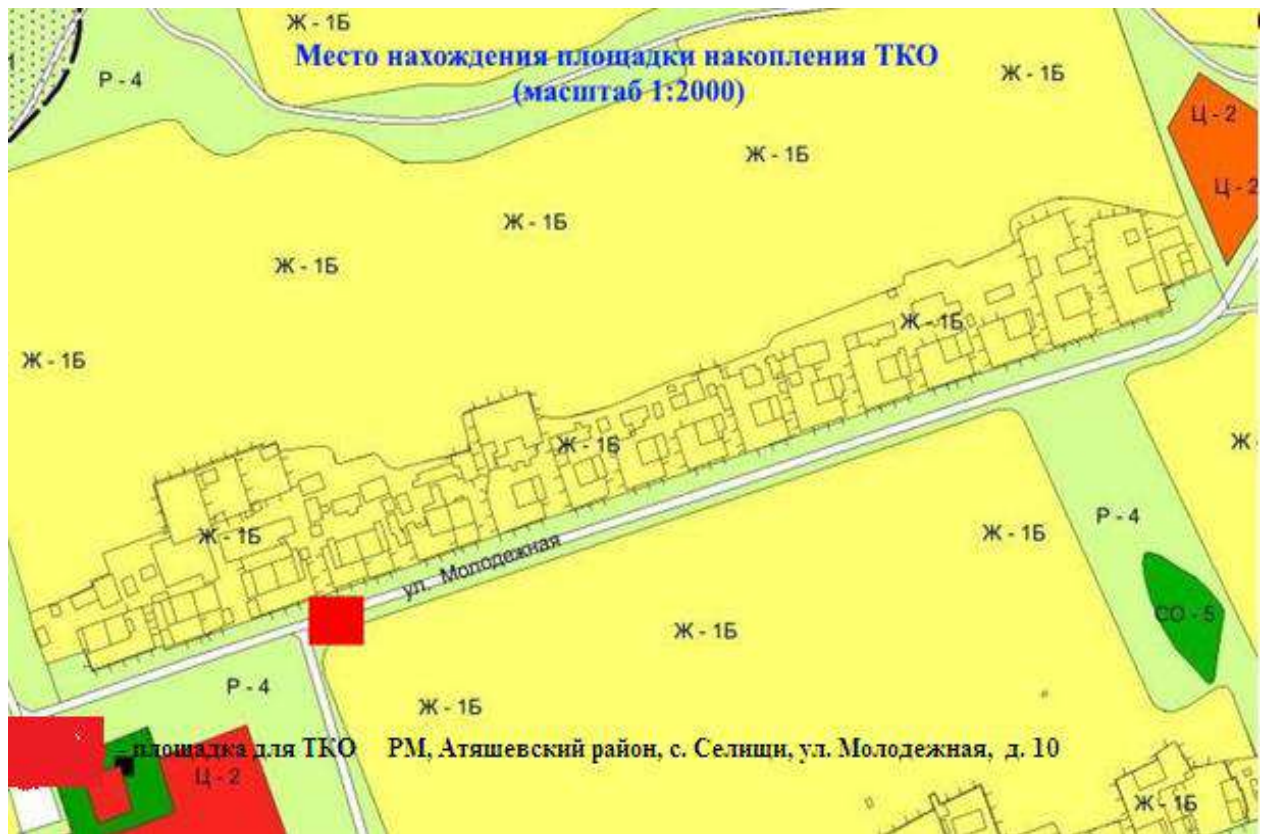 Ж - 1Б
Место нахождения площадки накопления ТКО
(масштаб 1:2000)
Р - 4
Ж - 1Б
Ц - 2
Ж - 1Б
Ц - 2
Ж - 1Б
Ж - 1Б
Ж - 1Б
Ж - 1Б
Ж - 1Б
Ж -
Ж - 1Б
Р - 4
Ж - 1Б
ул. Молодежная
СО - 5
Ж - 1Б
Р - 4
Ж - 1Б
- площадка для ТКО РМ, Атяшевский район, с. Селищи, ул. Молодежная, д. 10
Ц - 2
Ж - 1Б